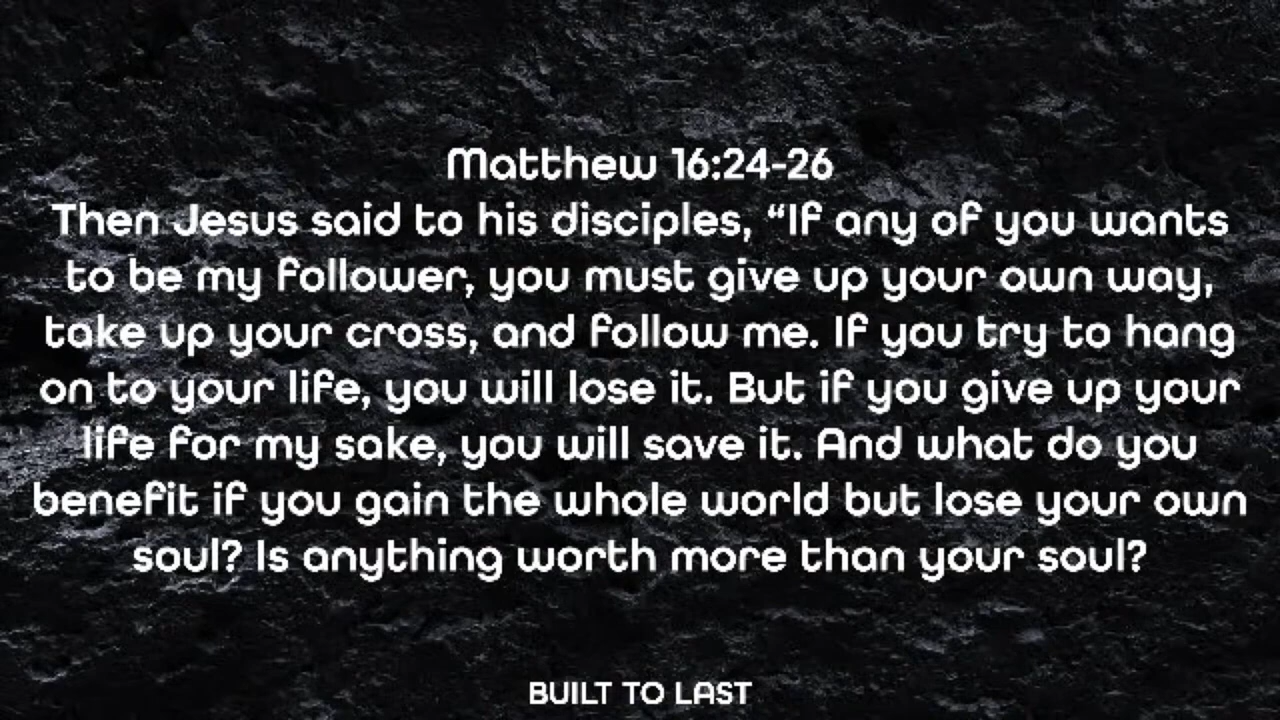 Matthew 16:24-26
Then Jesus said to his disciples, “If any of you wants
to be my follower, you must give up your own way,
take up your cross, and follow me. If you try to hang
on to your life, you will lose it. But if you give up your
life for my sake, you will save it. And what do you
benefit if you gain the whole world but lose your own
soul? Is anything worth more than your soul?
BUILT TO LAST